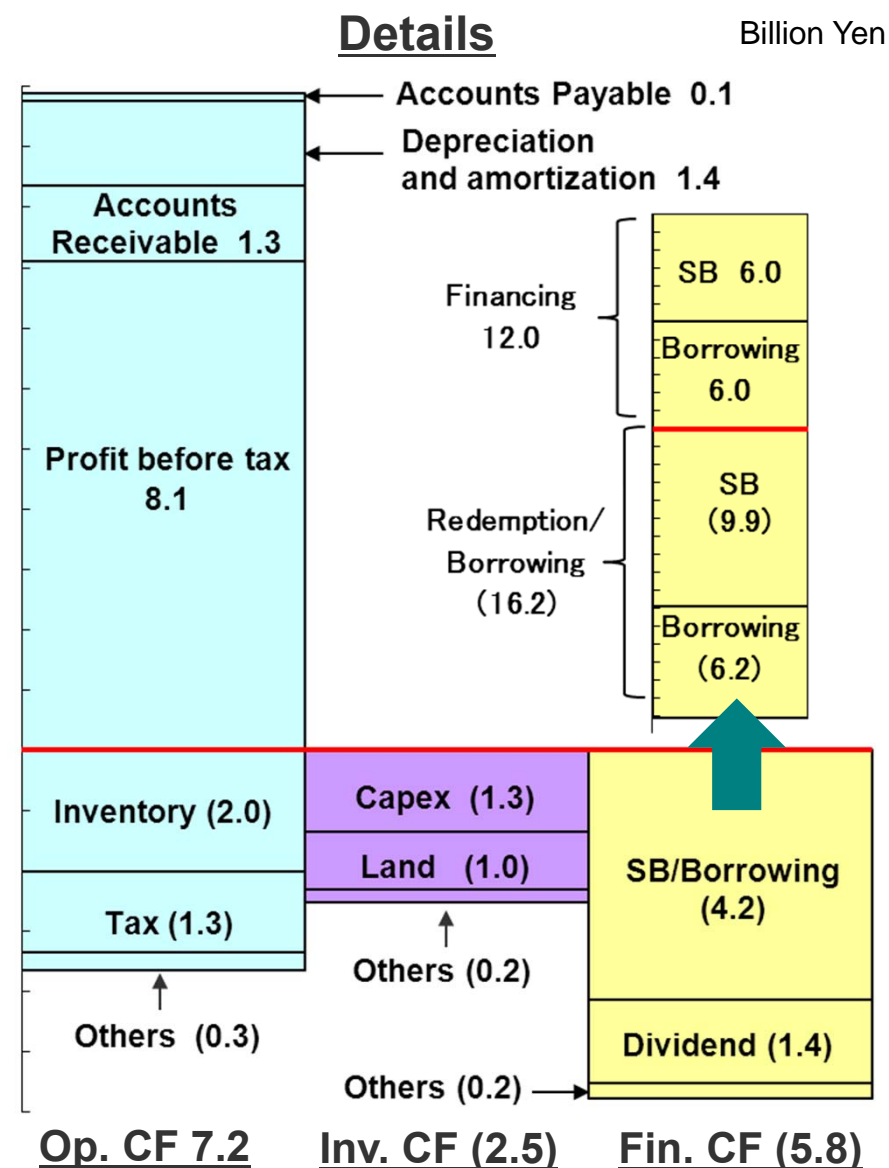 Details
Billion Yen
Accounts Payable 0.1
Depreciation
and amortization 1.4
Accounts
Receivable 1.3
Profit before tax
8.1
Financing
12.0
SB 6.0
Borrowing
6.0
Redemption/
Borrowing
(16.2)
SB
(9.9)
Borrowing
(6.2)
Inventory (2.0)
Tax (1.3)
Others (0.3)
Capex (1.3)
Land (1.0)
Others (0.2)
SB/Borrowing
(4.2)
Dividend (1.4)
Others (0.2)
Op. CF 7.2
Inv. CF (2.5)
Fin. CF (5.8)